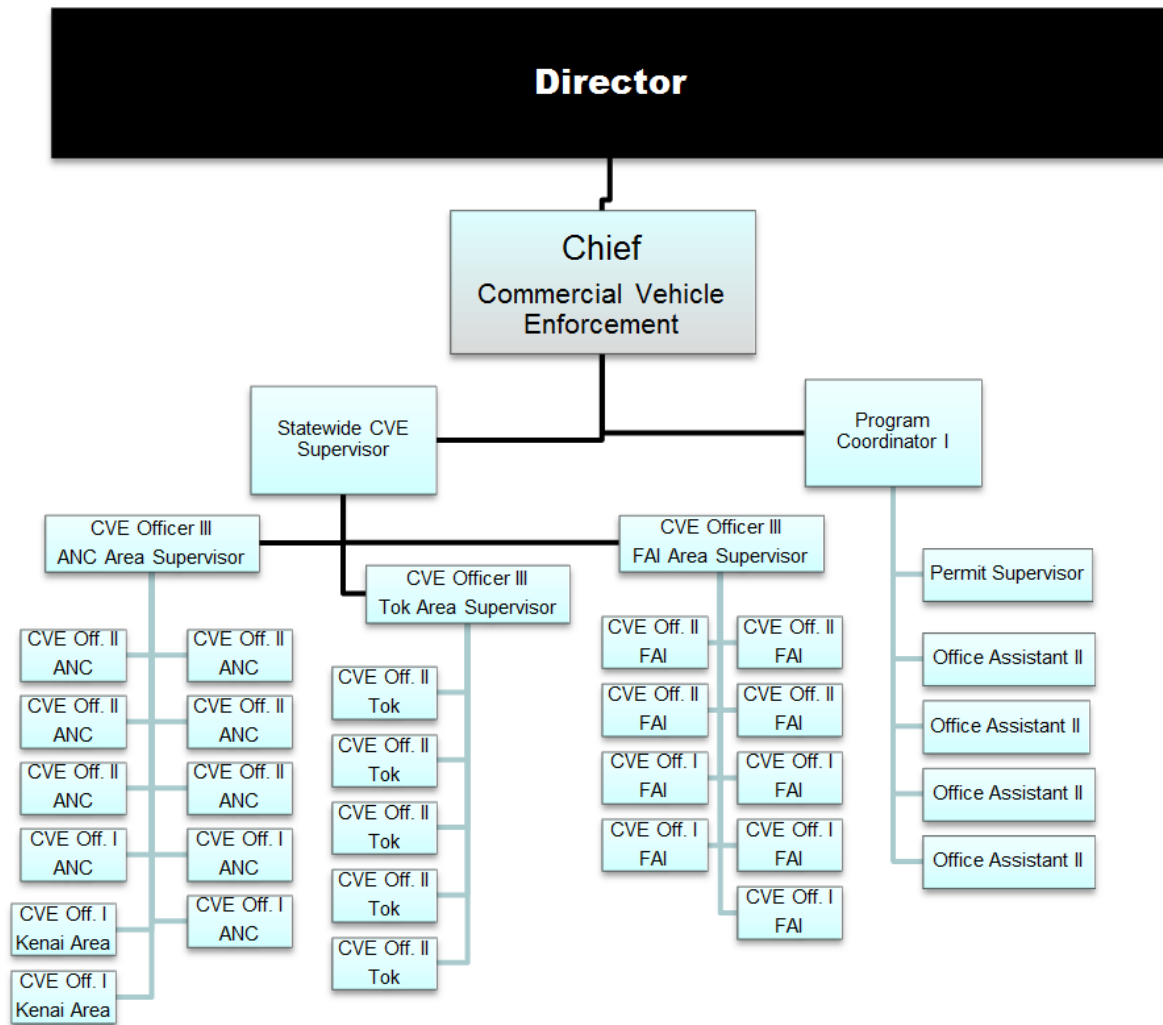 Director
Chief
Commercial Vehicle
Enforcement
Statewide CVE
Supervisor
Program
Coordinator I
CVE Officer III
ANC Area Supervisor
CVE Off. II
ANC
CVE Off. II
ANC
CVE Off. II
ANC
CVE Off. II
ANC
CVE Off. II
ANC
CVE Off. II
ANC
CVE Off. I
ANC
CVE Off. I
ANC
CVE Off. I
Kenai Area
CVE Off. I
ANC
CVE Off. I
Kenai Area
CVE Officer III
Tok Area Supervisor
CVE Off. II
Tok
CVE Off. II
Tok
CVE Off. II
Tok
CVE Off. II
Tok
CVE Off. II
Tok
CVE Officer III
FAI Area Supervisor
CVE Off. II
FAI
CVE Off. II
FAI
CVE Off. II
FAI
CVE Off. II
FAI
CVE Off. I
FAI
CVE Off. I
FAI
CVE Off. I
FAI
CVE Off. I
FAI
CVE Off. I
FAI
Permit Supervisor
Office Assistant II
Office Assistant II
Office Assistant II
Office Assistant II